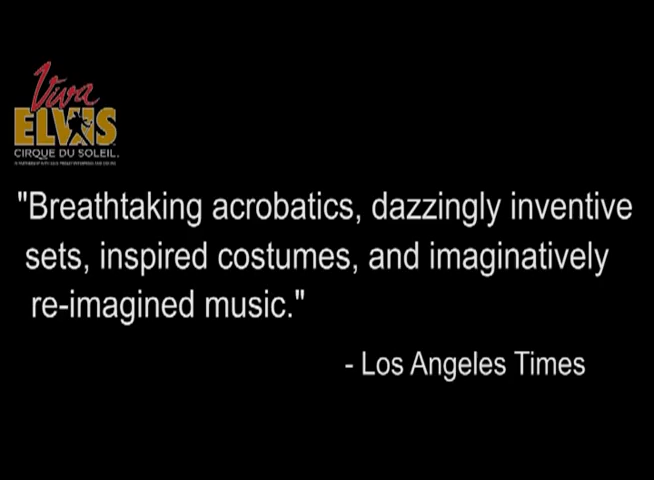 Viva
ELVIS
CIRQUE DU SOLEIL.
"Breathtaking acrobatics, dazzlingly inventive
sets, inspired costumes, and imaginatively
re-imagined music."
- Los Angeles Times